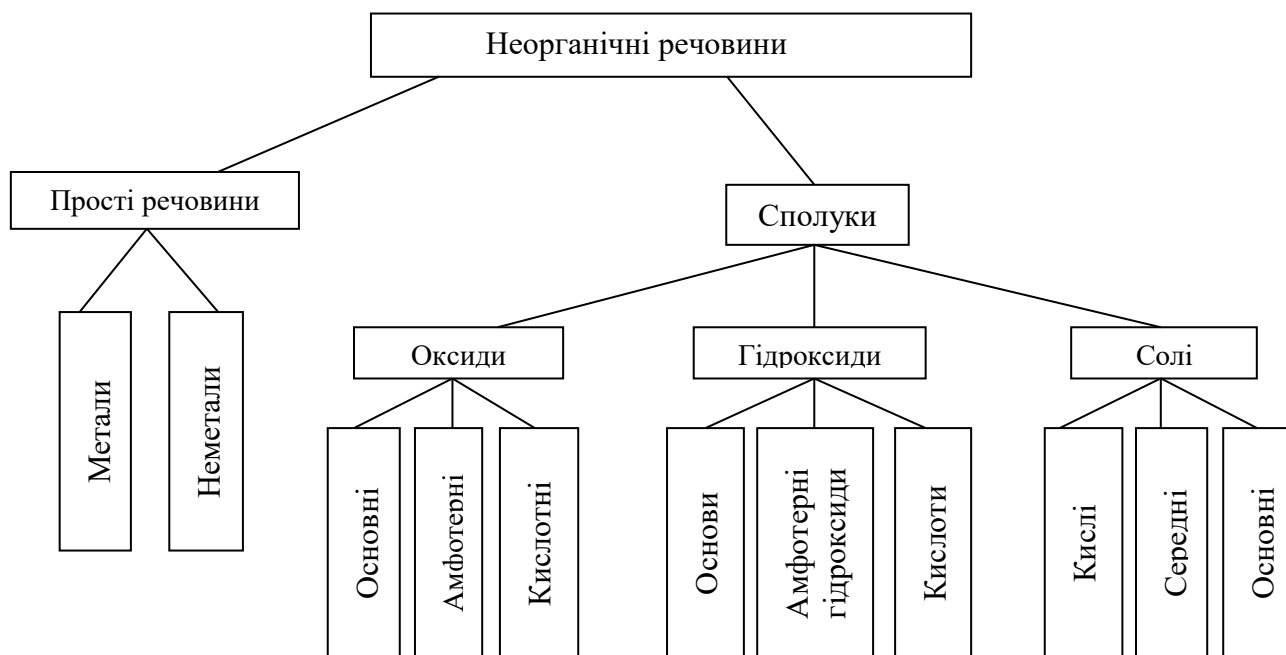 Неорганічні речовини
Прості речовини
Сполуки
Метали
Неметали
Оксиди
Гідроксиди
Солі
Основні
Амфотерні
Кислотні
Основи
Амфотерні
гідроксиди
Кислоти
Кислі
Середні
Основні